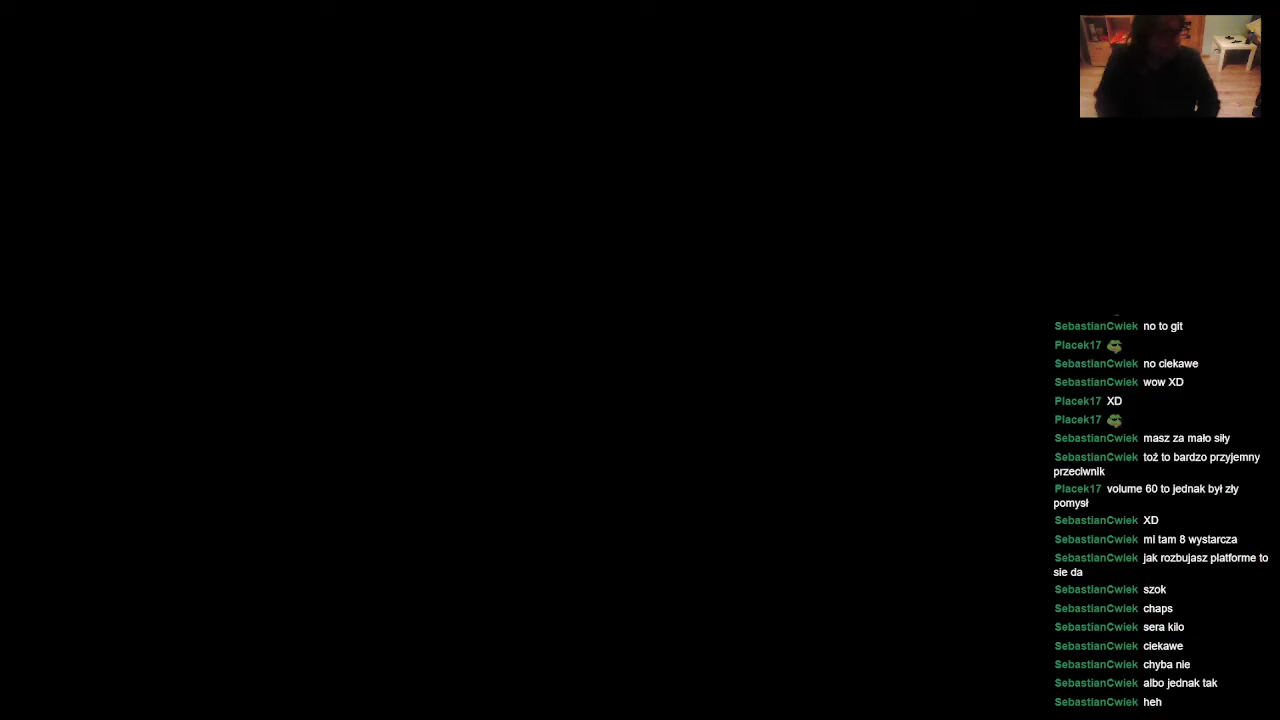 SebastianCwiek no to git
Placek17
SebastianCwiek no ciekawe
SebastianCwiek wow XD
Placek17 XD
Placek17
SebastianCwiek masz za mało siły
SebastianCwiek toż to bardzo przyjemny
przeciwnik
Placek17 volume 60 to jednak był zły
pomysł
SebastianCwiek XD
SebastianCwiek mi tam 8 wystarcza
SebastianCwiek jak rozbujasz platforme to
sie da
SebastianCwiek szok
SebastianCwiek chaps
SebastianCwiek sera kilo
SebastianCwiek ciekawe
SebastianCwiek chyba nie
SebastianCwiek albo jednak tak
SebastianCwiek heh